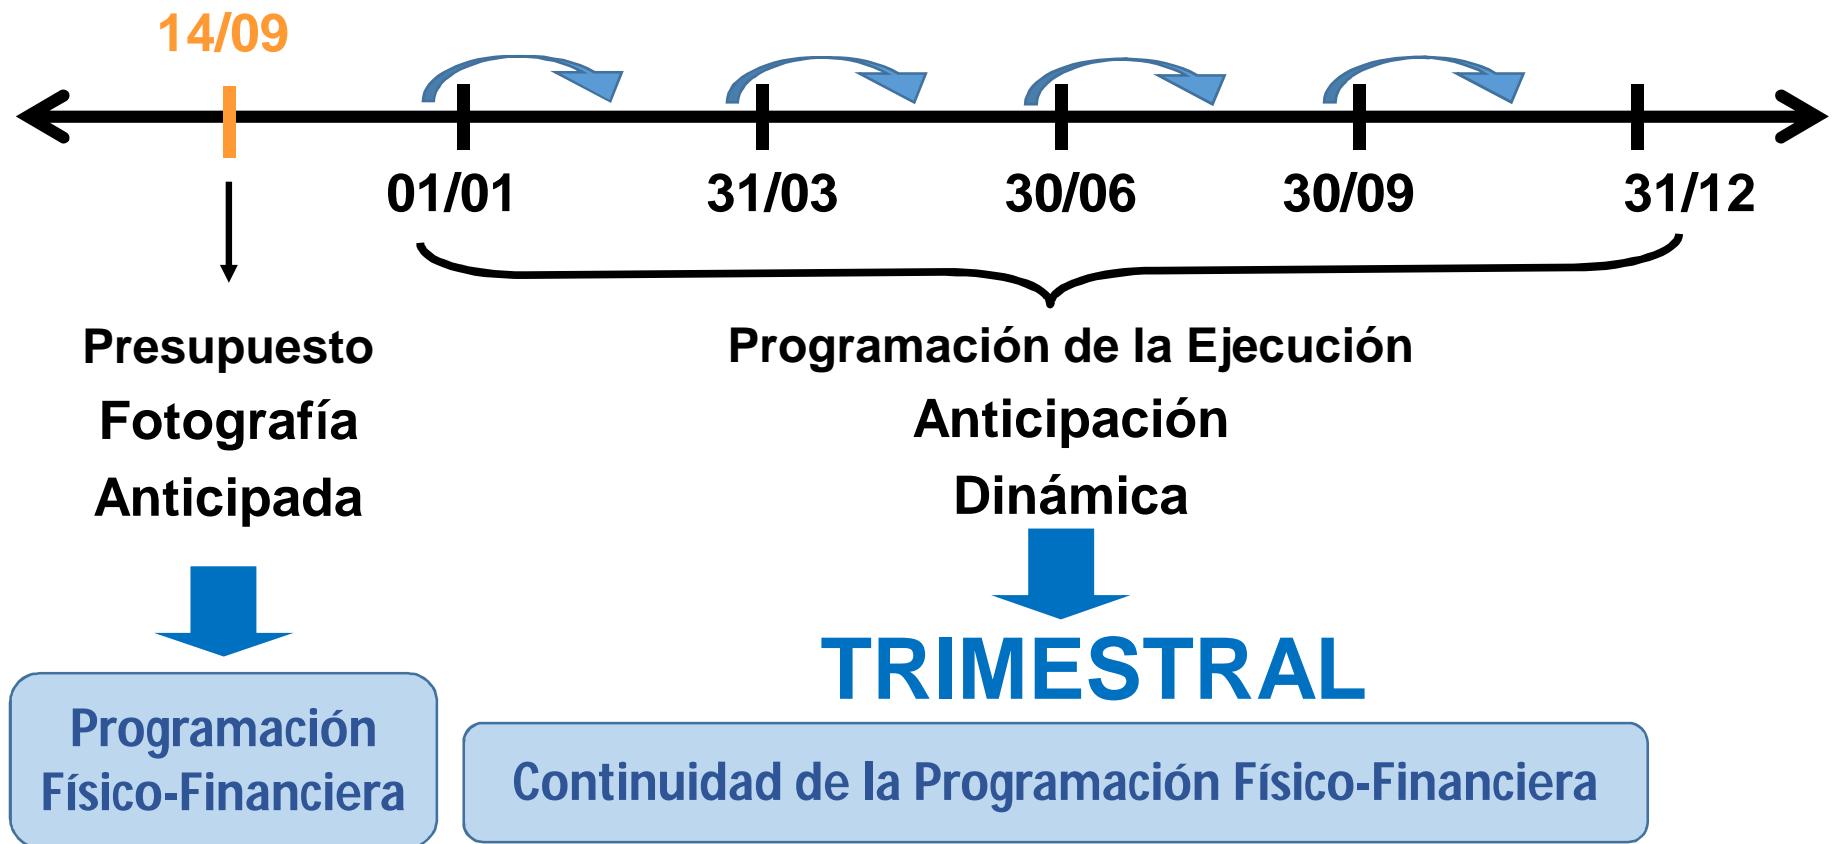 14/09
01/01
31/03
30/06
30/09
31/12
Presupuesto
Fotografía
Anticipada
Programación de la Ejecución
Anticipación
Dinámica
TRIMESTRAL
Programación
Físico-Financiera
Continuidad de la Programación Físico-Financiera